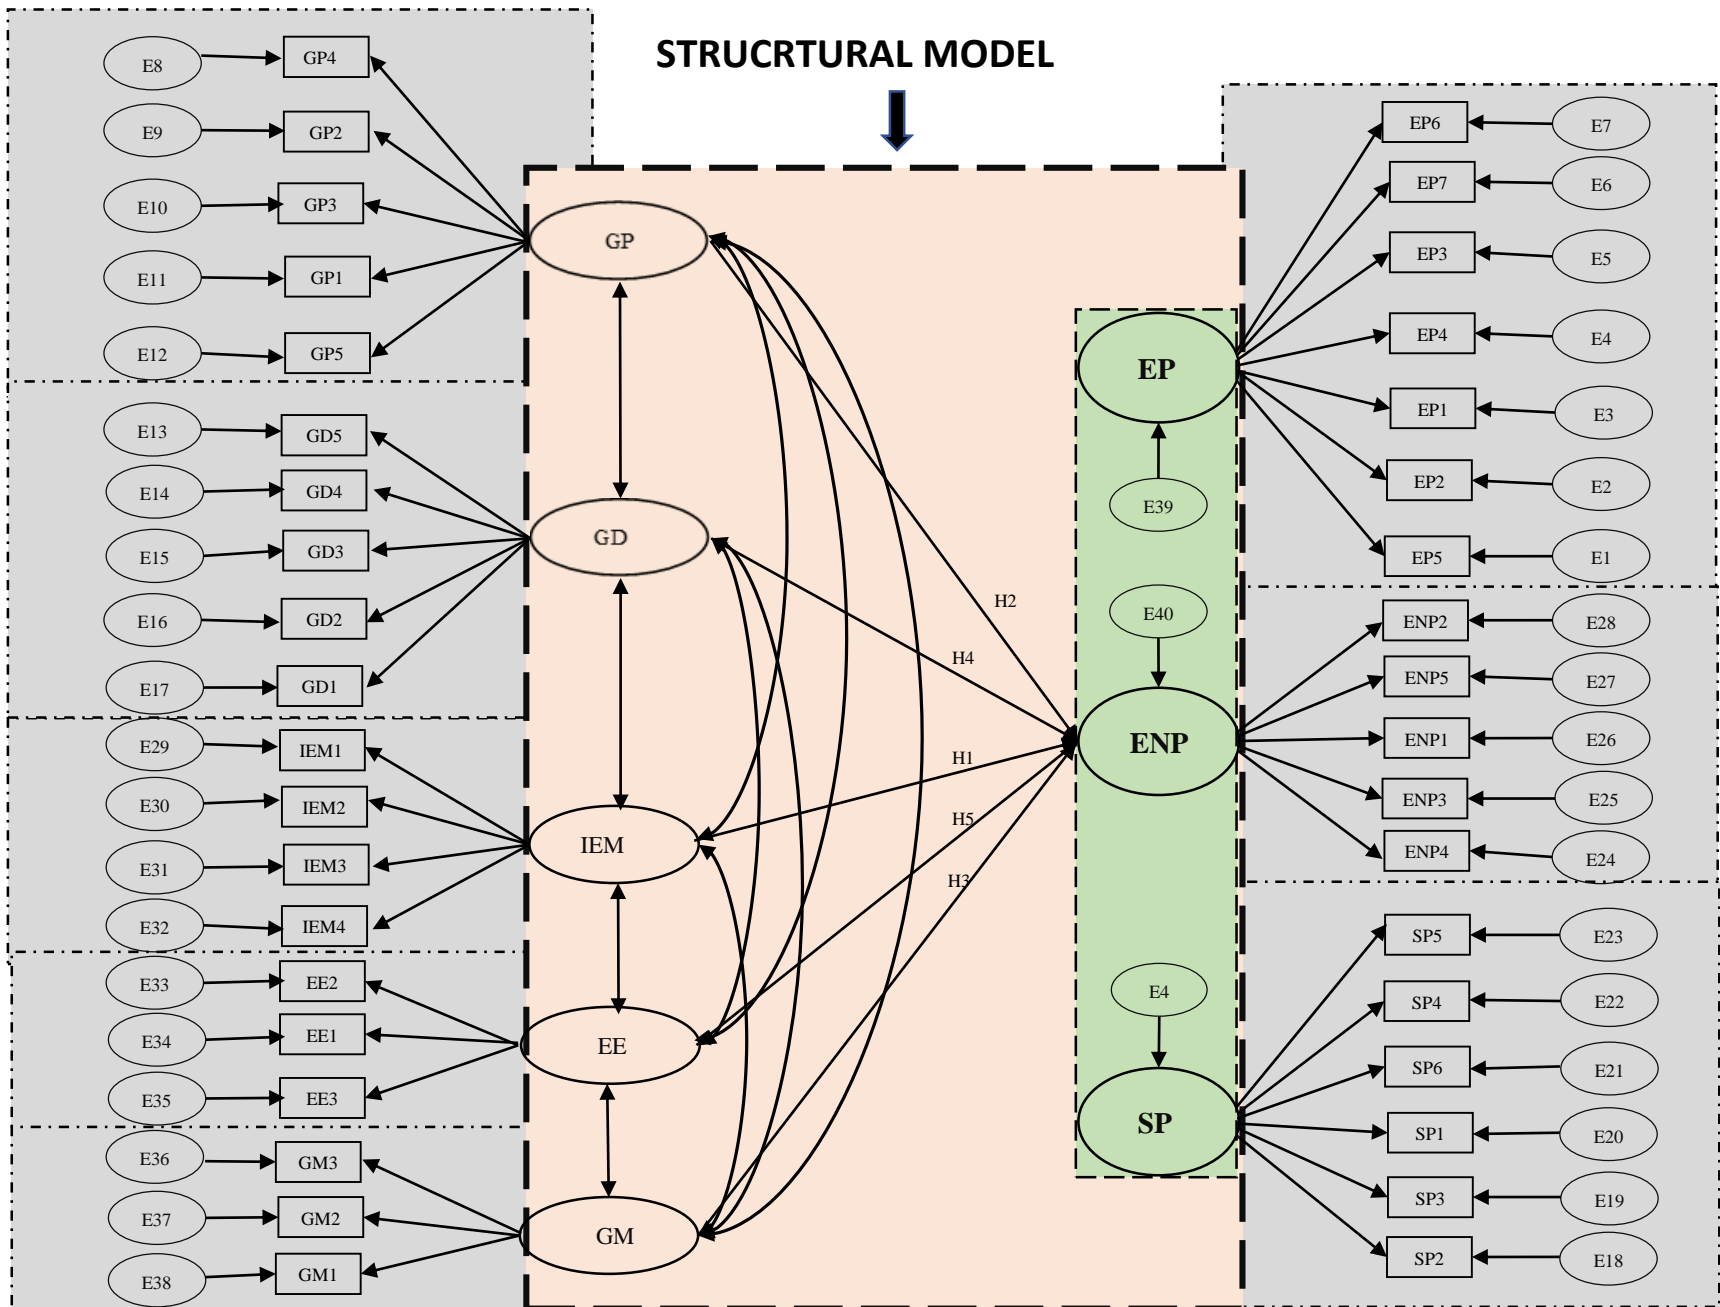 STRUCRTURAL MODEL
E8 GP4
E9 GP2
E10 GP3
E11 GP1
E12 GP5
E13 GD5
E14 GD4
E15 GD3
E16 GD2
E17 GD1
E29 IEM1
E30 IEM2
E31 IEM3
E32 IEM4
E33 EE2
E34 EE1
E35 EE3
E36 GM3
E37 GM2
E38 GM1
GP
GD
IEM
EE
GM
H2
H4
H1
H5
H3
EP
E39
E40
ENP
E4
SP
EP6 E7
EP7 E6
EP3 E5
EP4 E4
EP1 E3
EP2 E2
EP5 E1
ENP2 E28
ENP5 E27
ENP1 E26
ENP3 E25
ENP4 E24
SP5 E23
SP4 E22
SP6 E21
SP1 E20
SP3 E19
SP2 E18